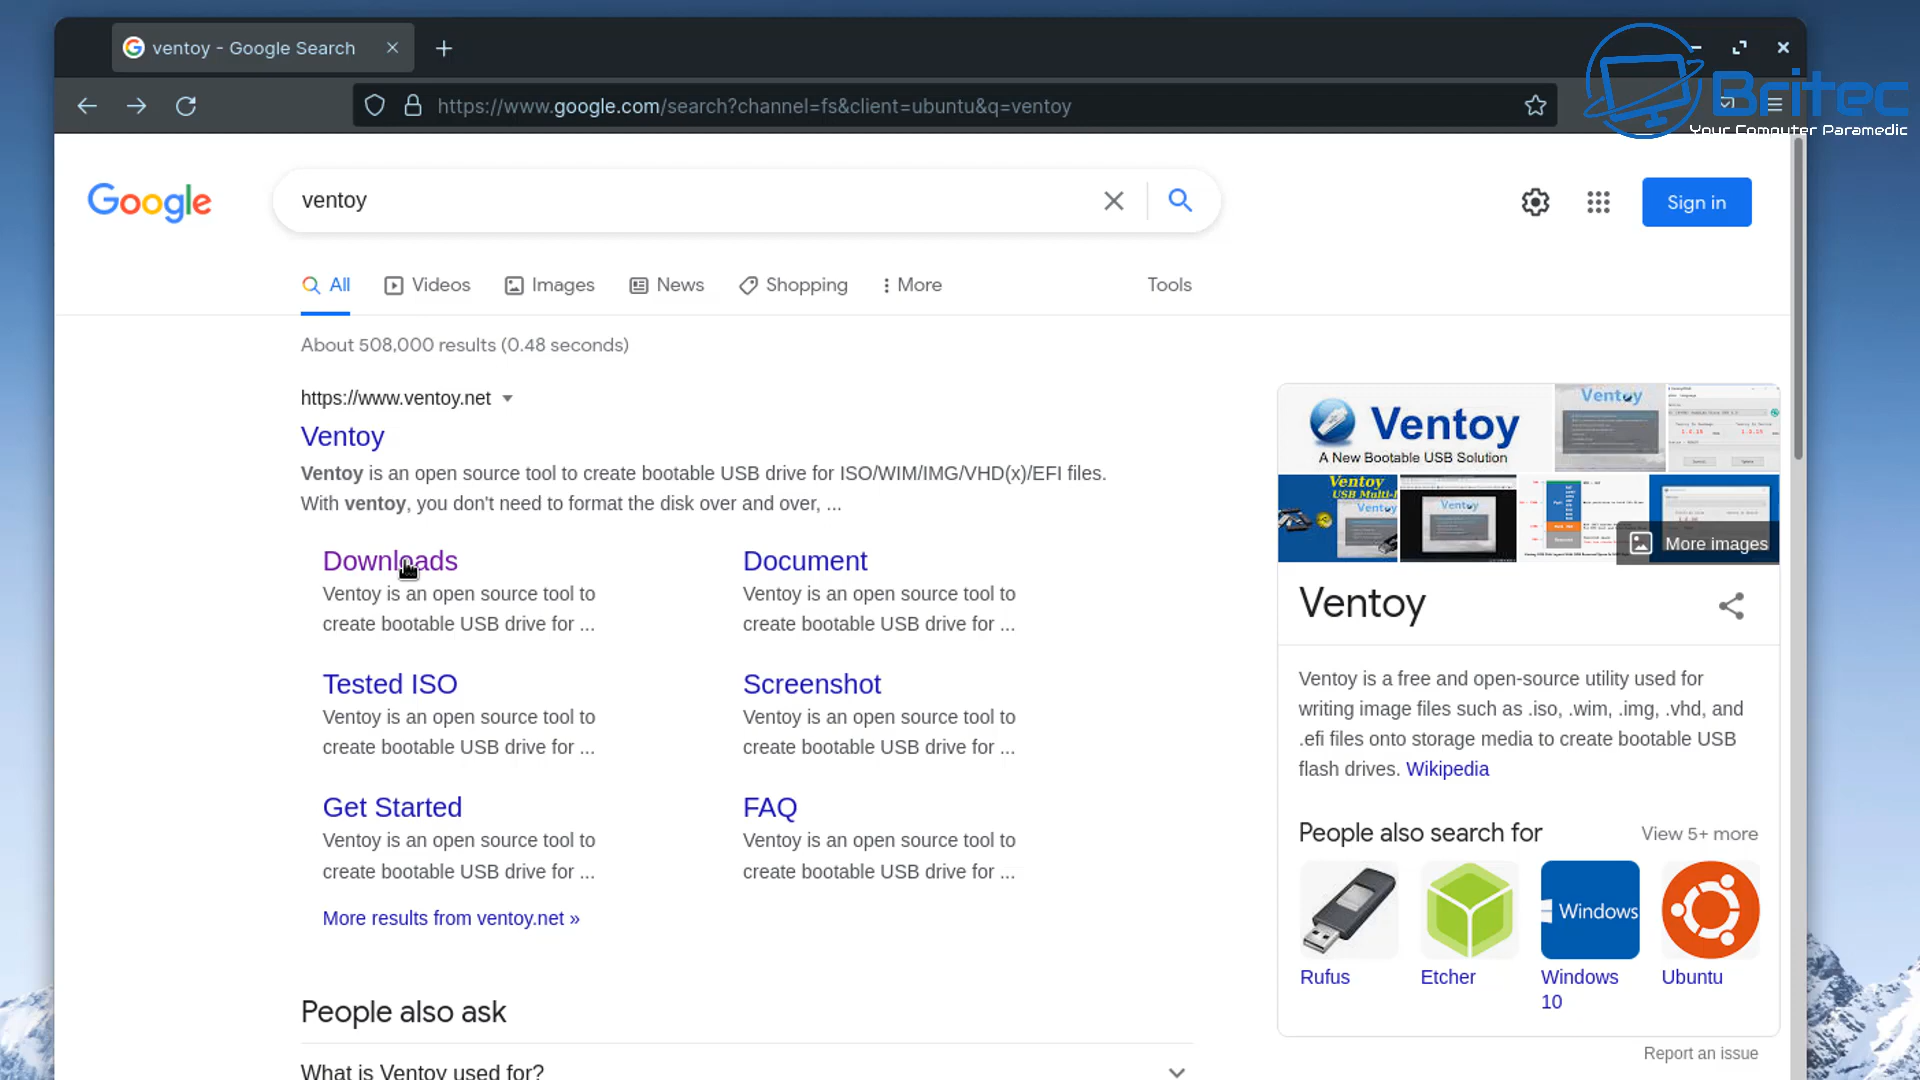 ventoy - Google Search
Britec
Your Computer Paramedic
https://www.google.com/search?channel=fs&client=ubuntu&q=ventoy
Google
ventoy
Sign in
All
Videos
Images
News
Shopping
More
Tools
About 508,000 results (0.48 seconds)
https://www.ventoy.net
Ventoy
Ventoy is an open source tool to create bootable USB drive for ISO/WIM/IMG/VHD(x)/EFI files.
With ventoy, you don't need to format the disk over and over, ...
Downloads
Ventoy is an open source tool to
create bootable USB drive for ...
Document
Ventoy is an open source tool to
create bootable USB drive for ...
Tested ISO
Ventoy is an open source tool to
create bootable USB drive for ...
Screenshot
Ventoy is an open source tool to
create bootable USB drive for ...
Get Started
Ventoy is an open source tool to
create bootable USB drive for ...
FAQ
Ventoy is an open source tool to
create bootable USB drive for ...
More results from ventoy.net »
People also ask
What is Ventoy used for?
Ventoy
A New Bootable USB Solution
Ventoy
Ventoy
Ventoy
Ventoy
More images
Ventoy
Ventoy is a free and open-source utility used for
writing image files such as .iso, .wim, .img, .vhd, and
.efi files onto storage media to create bootable USB
flash drives. Wikipedia
People also search for
View 5+ more
Windows
Rufus
Etcher
Windows
10
Ubuntu
Report an issue